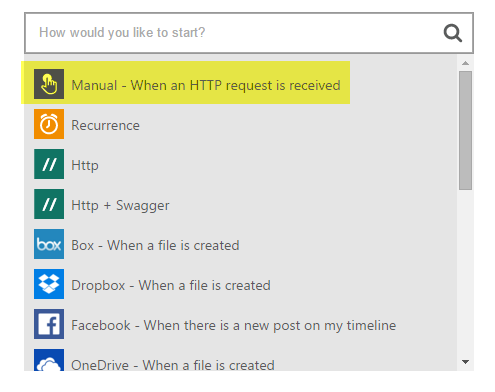 How would you like to start?
Manual - When an HTTP request is received
Recurrence
// Http
// Http + Swagger
box Box - When a file is created
Dropbox - When a file is created
Facebook - When there is a new post on my timeline
OneDrive - When a file is created